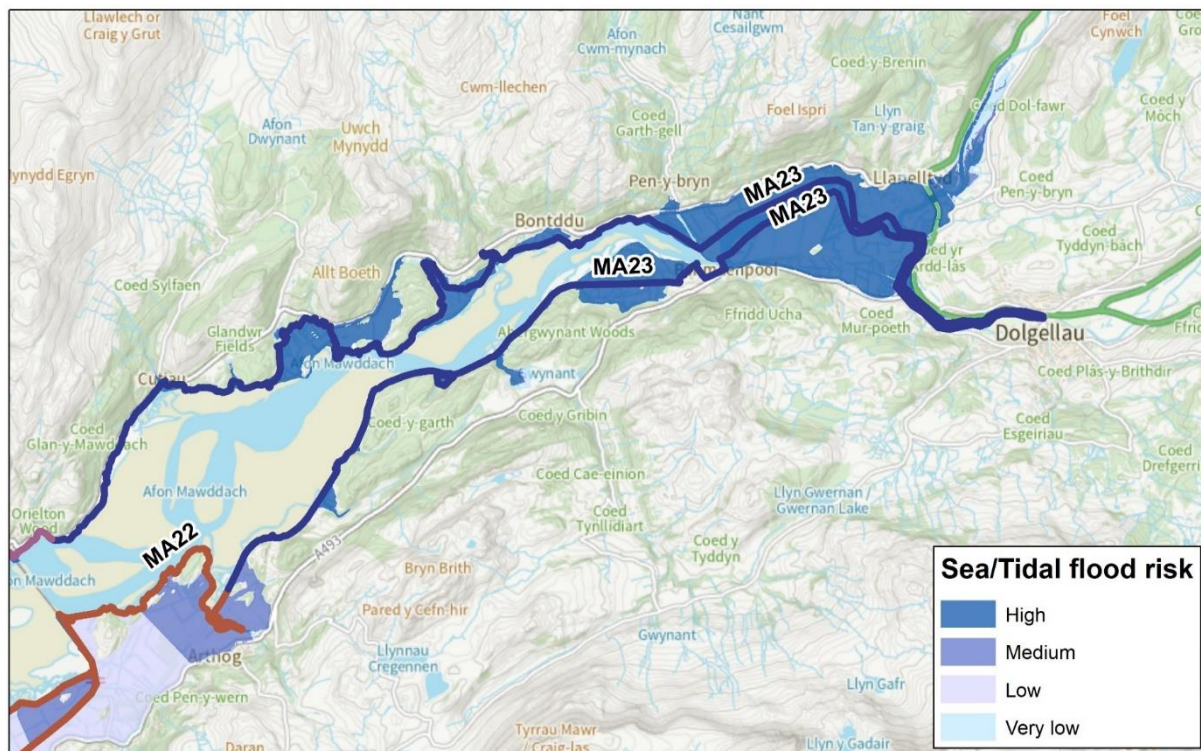 Llawlech or
Craig y Grut
Nant
Cesailgwm
Foel
Cynwch
Afon
Cwm-mynach
Coed-y-Brenin
Cwm-llechen
Coed
Garth-gell
Foel Ispri
Llyn
Tan-y-graig
Coed Dol-fawr
Coed y
Moch
Afon
Dwynant
Uwch
Mynydd
Pen-y-bryn
MA23
Llanelltyd
Coed
Pen-y-bryn
MA23
Bontddu
Coed
Tyddyn-bach
Allt Boeth
MA23
Coed Sylfaen
Glandwr
Fields
Abergwynant Woods
Ffridd Ucha
Coed
Mur-poeth
Dolgellau
Afon Mawddach
Coed Plâs-y-Brithdir
Coed
Glan-y-Mawddach
Coed-y-garth
Coed y Gribin
Coed
Esgeiriau
Coed
Drefgerrig
Coed Cae-einion
Afon Mawddach
Llyn Gwernan /
Gwernan Lake
Orielton
Wood
MA22
Coed
Tynllidiart
A493
Coed y
Tyddyn
Bryn Brith
Pared y Cefn-hir
Arthog
Llynnau
Cregennen
Gwynant
Coed Pen-y-wern
Llyn Gafr
Daran
Tyrrau Mawr
/ Craig-las
Llyn y Gadair
Sea/Tidal flood risk
High
Medium
Low
Very low